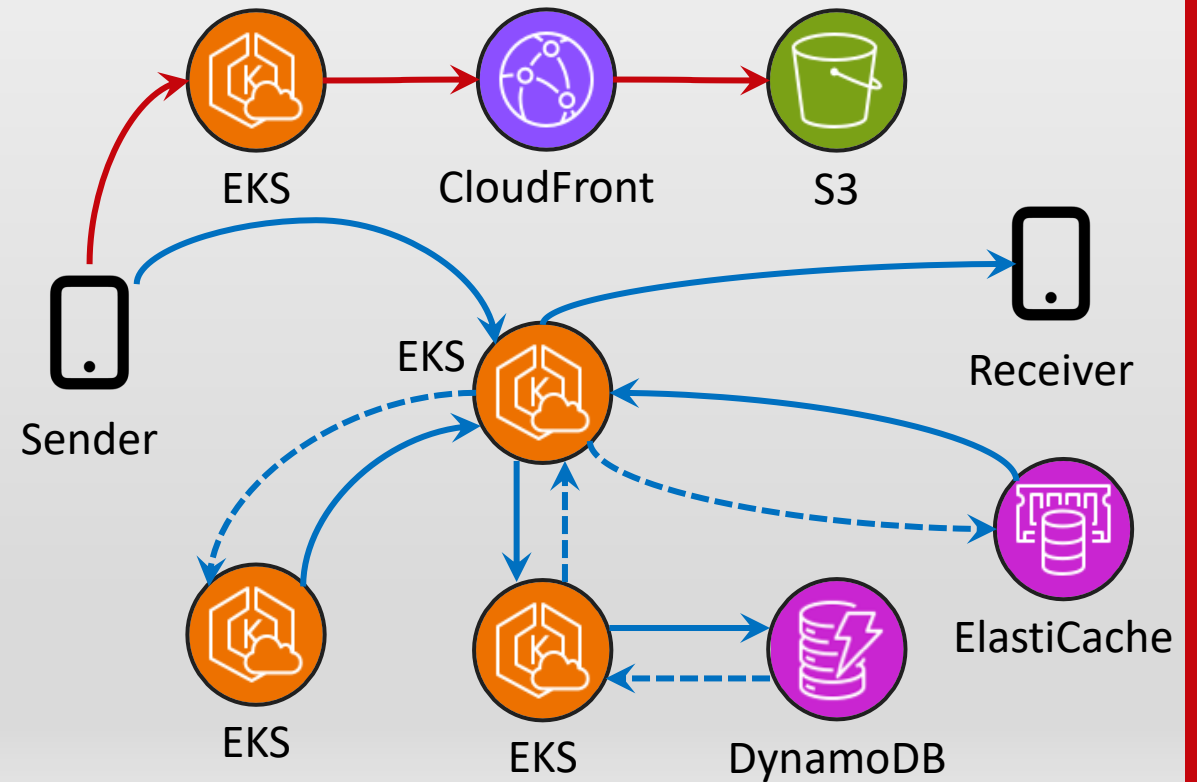 EKS
CloudFront
S3
EKS
Receiver
Sender
ElastiCache
EKS
EKS
DynamoDB